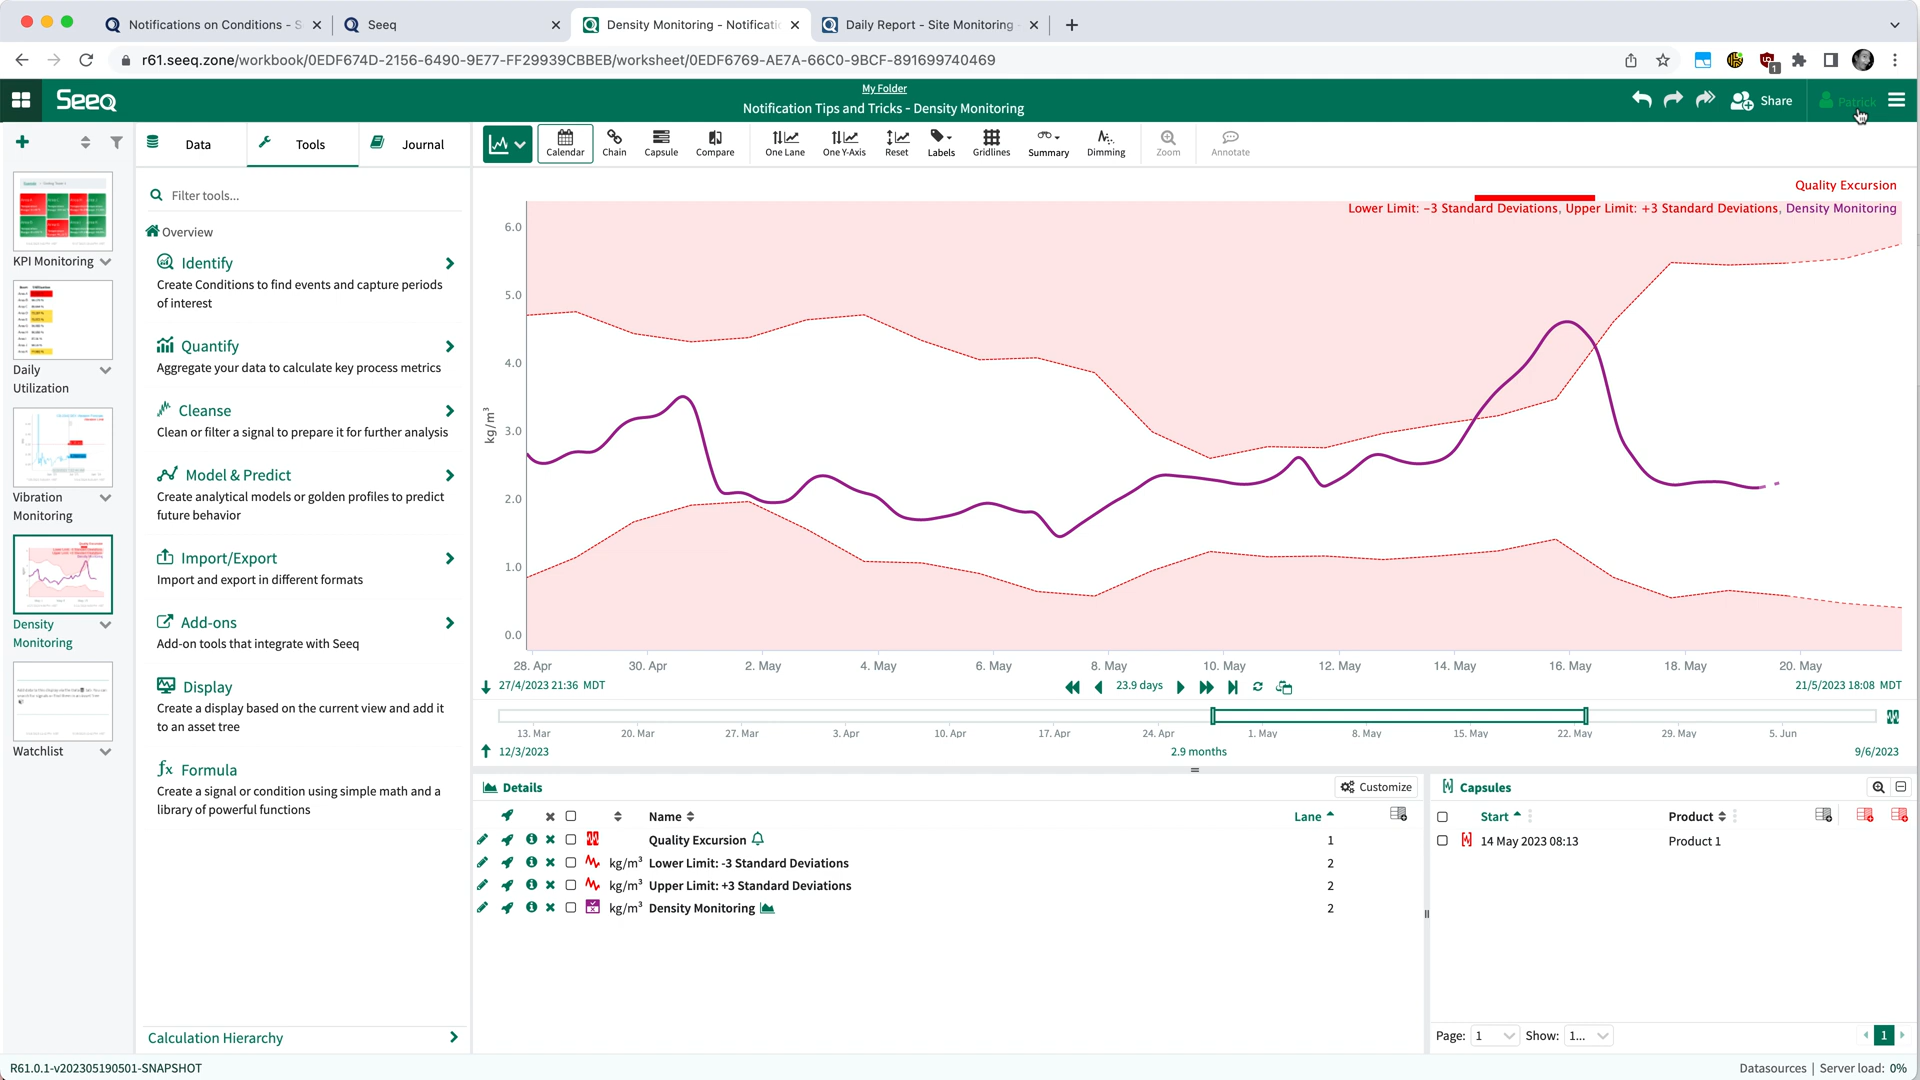 Notifications on Conditions - S
Seeq
Density Monitoring - Notificatio
Daily Report - Site Monitoring
r61.seeq.zone/workbook/0EDF674D-2156-6490-9E77-FF29939CBBEB/worksheet/0EDF6769-AE7A-66C0-9BCF-891699740469
1
Seeq
My Folder
Notification Tips and Tricks - Density Monitoring
Share
Patrick
Data
Tools
Journal
Calendar
Chain
Capsule
Compare
One Lane
One Y-Axis
Reset
Labels
Gridlines
Summary
Dimming
Zoom
Annotate
KPI Monitoring
Daily Utilization
Vibration Monitoring
Density Monitoring
Watchlist
Filter tools...
Overview
Identify
Create Conditions to find events and capture periods
of interest
Quantify
Aggregate your data to calculate key process metrics
Cleanse
Clean or filter a signal to prepare it for further analysis
Model & Predict
Create analytical models or golden profiles to predict
future behavior
Import/Export
Import and export in different formats
Add-ons
Add-on tools that integrate with Seeq
Display
Create a display based on the current view and add it
to an asset tree
Formula
Create a signal or condition using simple math and a
library of powerful functions
Calculation Hierarchy
Quality Excursion
Lower Limit: -3 Standard Deviations, Upper Limit: +3 Standard Deviations, Density Monitoring
6.0
5.0
4.0
3.0
2.0
1.0
0.0
kg/m³
28. Apr 30. Apr 2. May 4. May 6. May 8. May 10. May 12. May 14. May 16. May 18. May 20. May
27/4/2023 21:36 MDT
23.9 days
21/5/2023 18:08 MDT
13. Mar 20. Mar 27. Mar 3. Apr 10. Apr 17. Apr 24. Apr 1. May 8. May 15. May 22. May 29. May 5. Jun
12/3/2023
2.9 months
9/6/2023
Details
Customize
Name Lane
Quality Excursion 1
kg/m³ Lower Limit: -3 Standard Deviations 2
kg/m³ Upper Limit: +3 Standard Deviations 2
kg/m³ Density Monitoring 2
Capsules
Start Product
14 May 2023 08:13 Product 1
Page: 1 Show: 1... 1
R61.0.1-v202305190501-SNAPSHOT
Datasources | Server load: 0%